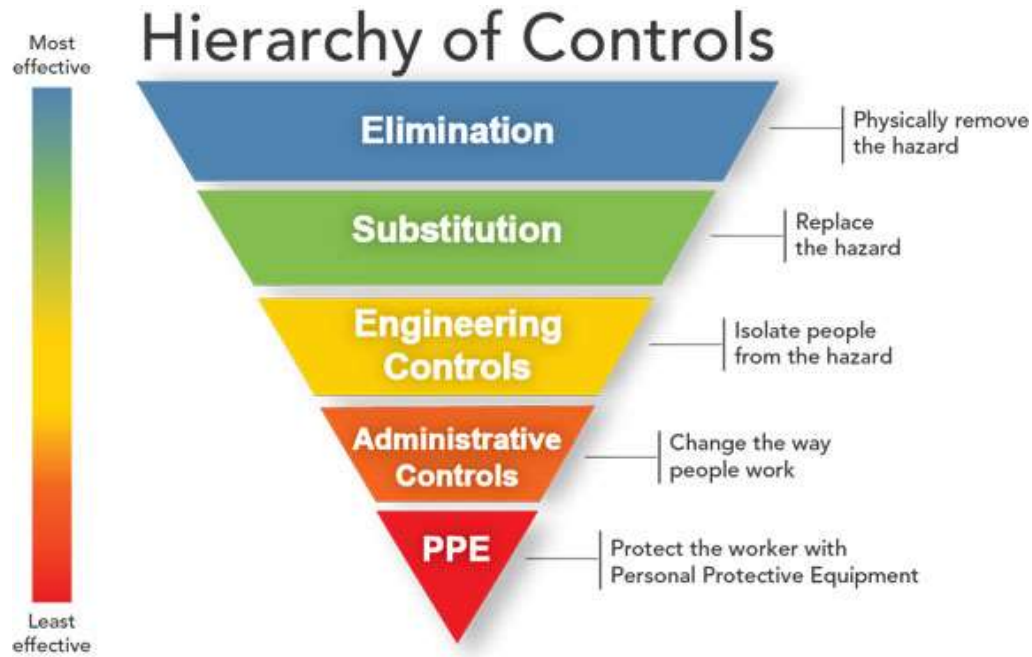 Hierarchy of Controls
Most
effective
Elimination
Physically remove
the hazard
Substitution
Replace
the hazard
Engineering
Controls
Isolate people
from the hazard
Administrative
Controls
Change the way
people work
PPE
Protect the worker with
Personal Protective Equipment
Least
effective